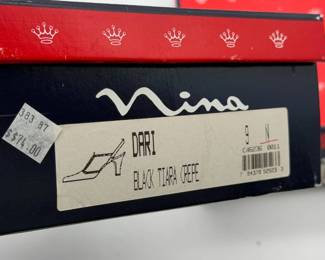 nina
383 87
$$74.00
DARI
9 N
BLACK TIARA CREPE